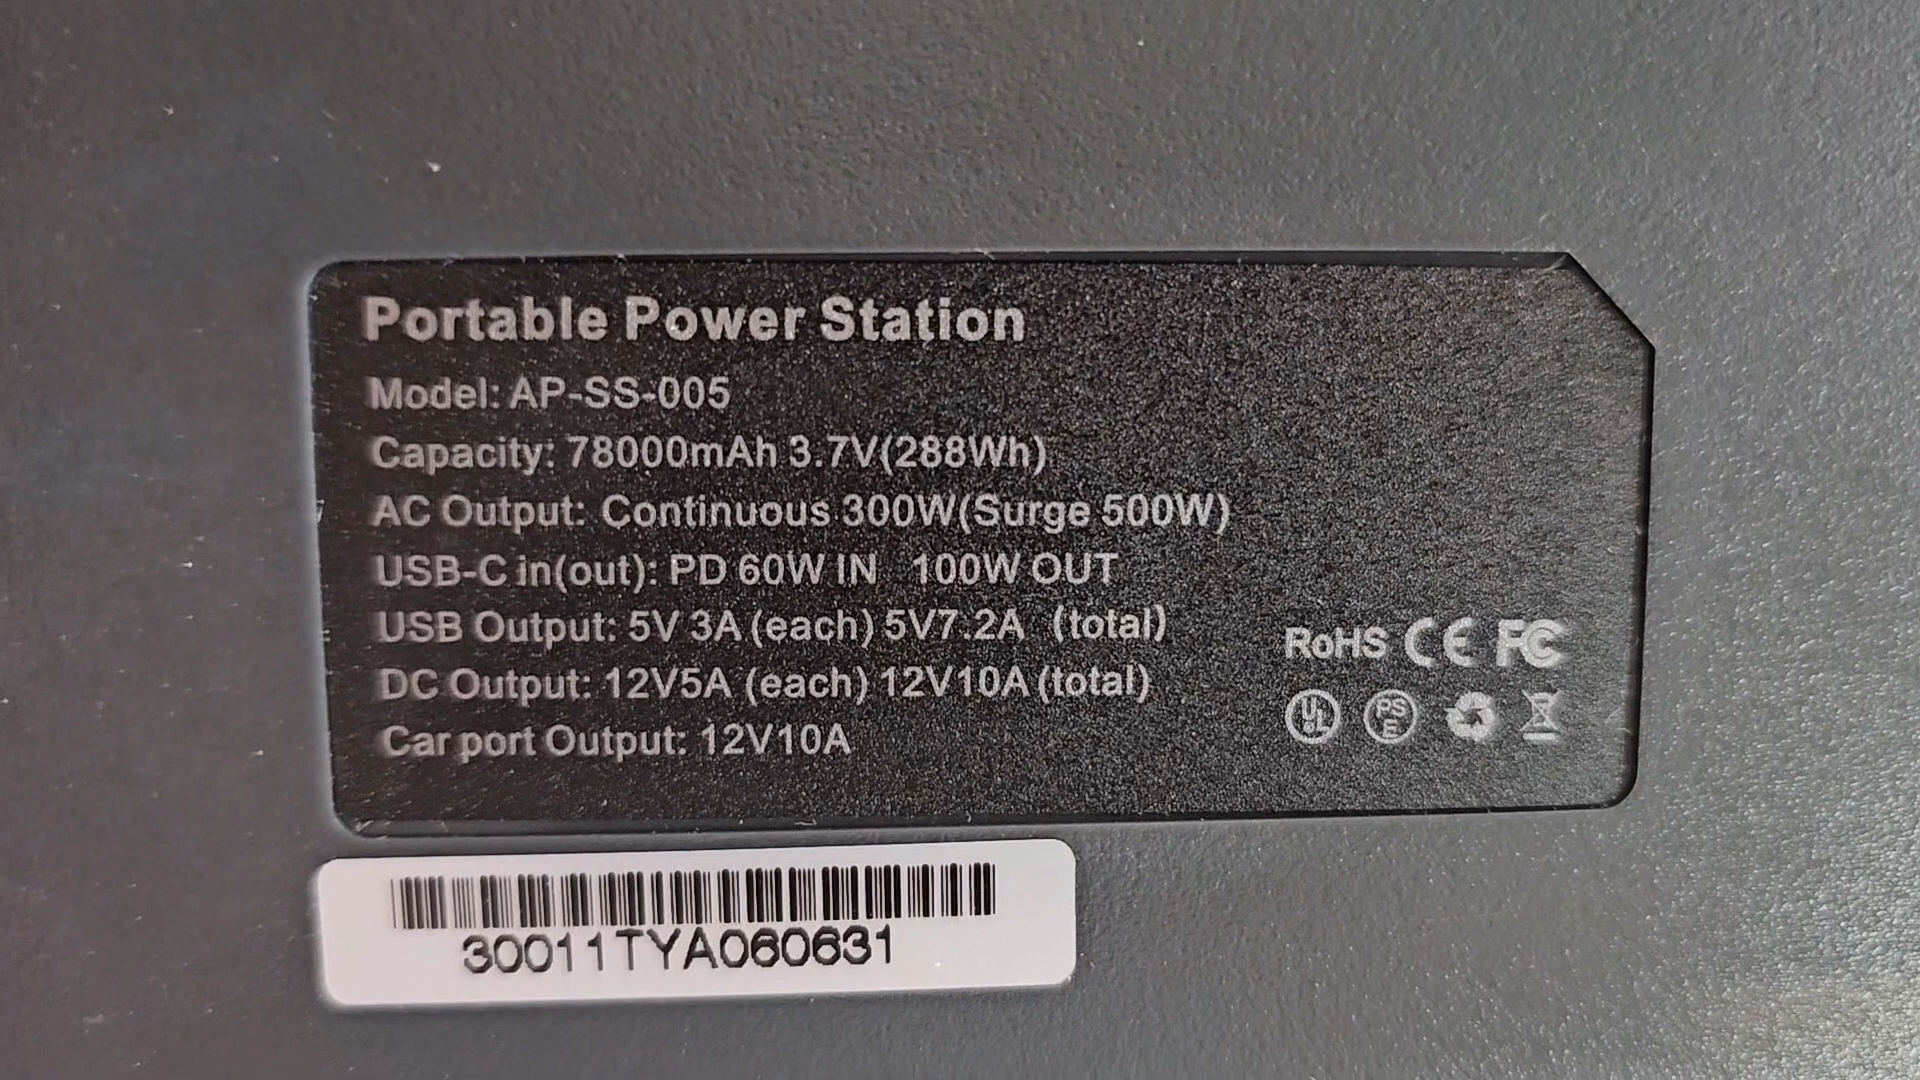 Portable Power Station
Model: AP-SS-005
Capacity: 78000mAh 3.7V(288Wh)
AC Output: Continuous 300W(Surge 500W)
USB-C in(out): PD 60W IN 100W OUT
USB Output: 5V 3A (each) 5V7.2A (total)
DC Output: 12V5A (each) 12V10A (total)
Car port Output: 12V10A
RoHS CE FC
UL PSE
30011TYA060631